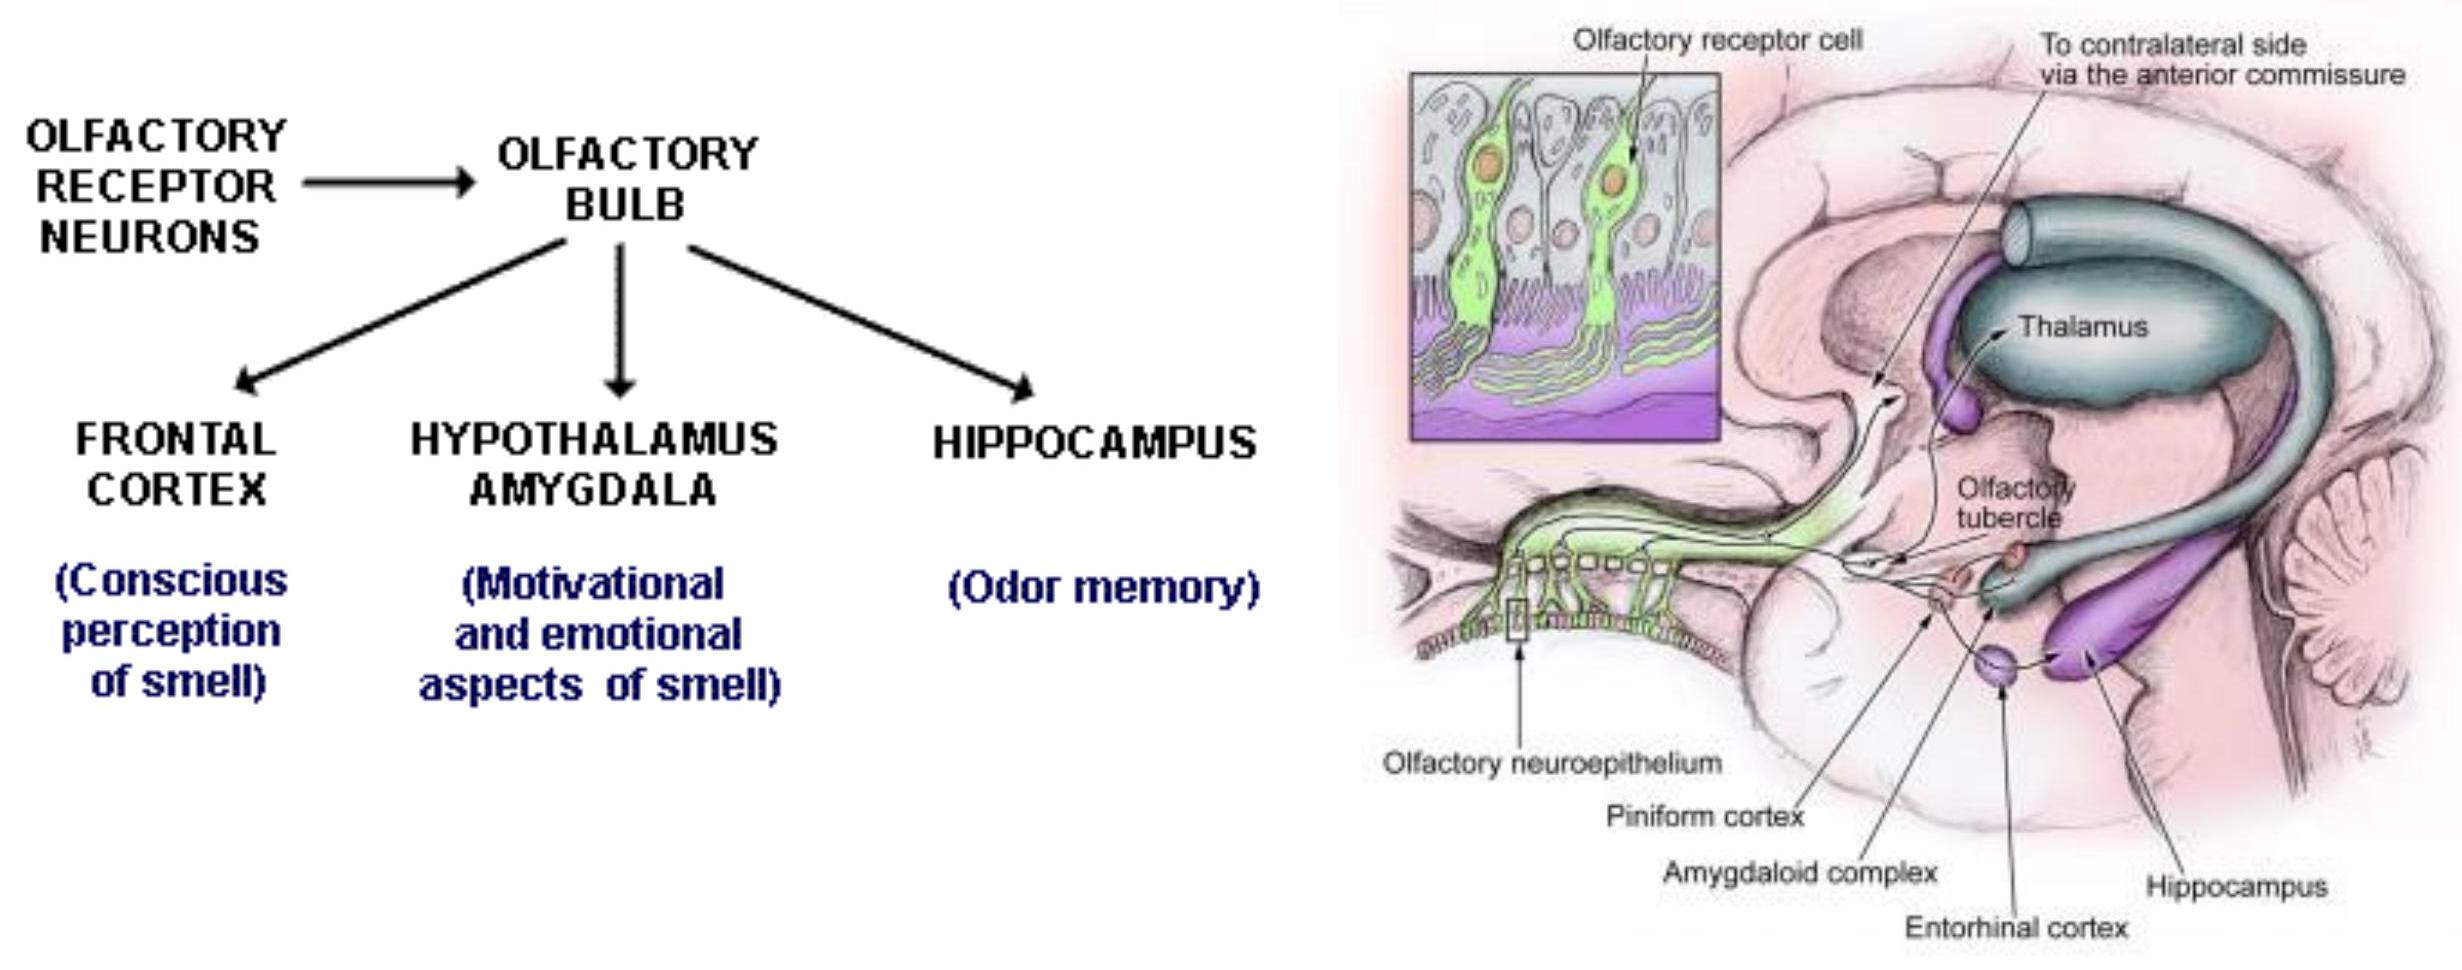 OLFACTORY
RECEPTOR
NEURONS
OLFACTORY
BULB
FRONTAL
CORTEX
(Conscious
perception
of smell)
HYPOTHALAMUS
AMYGDALA
(Motivational
and emotional
aspects of smell)
HIPPOCAMPUS
(Odor memory)
Olfactory receptor cell
To contralateral side
via the anterior commissure
Thalamus
Olfactory
tubercle
Olfactory neuroepithelium
Piniform cortex
Amygdaloid complex
Entorhinal cortex
Hippocampus